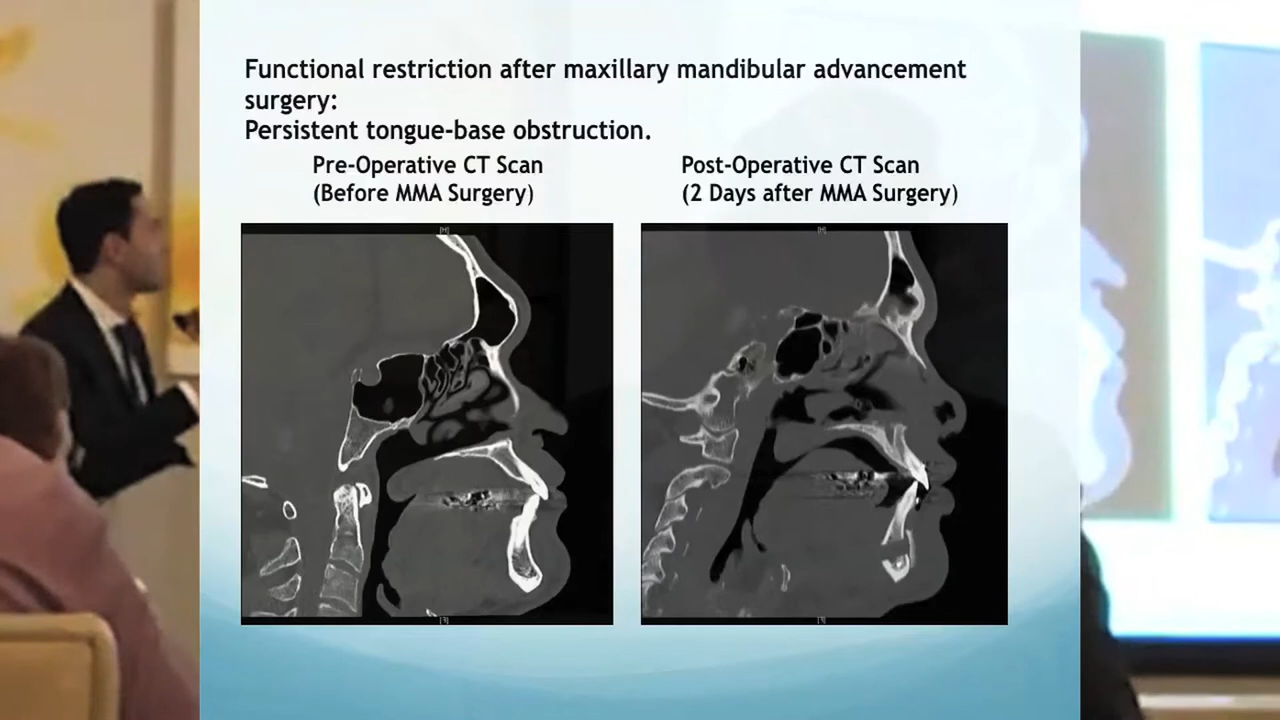 Functional restriction after maxillary mandibular advancement
surgery:
Persistent tongue-base obstruction.
Pre-Operative CT Scan
(Before MMA Surgery)
Post-Operative CT Scan
(2 Days after MMA Surgery)
[H]
[H]